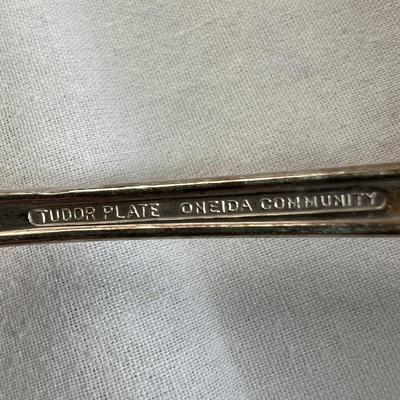 TUDOR PLATE ONEIDA COMMUNITY